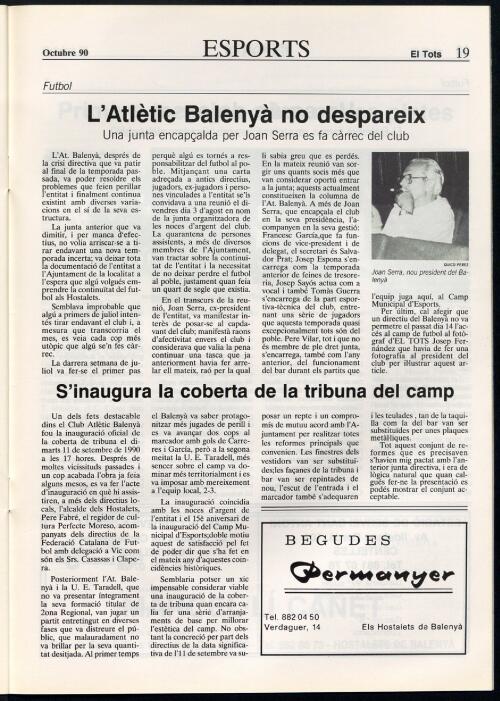 Octubre 90
ESPORTS
El Tots 19
Futbol
L'Atlètic Balenyà no despareix
Una junta encapçalda per Joan Serra es fa càrrec del club
L'At. Balenyà, després de
la crisi directiva que va patir
al final de la temporada pas-
sada, va poder resoldre els
problemes que feien perillar
l'entitat i finalment continua
existint amb diverses varia-
cions en el sí de la seva es-
tructura.
La junta anterior que va
dimitir, i per manca d'efec-
tius, no volia arriscar-se a ti-
rar endavant una nova tem-
porada incerta; va deixar tota
la documentació de l'entitat a
l'Ajuntament de la localitat a
l'espera que algú volgués em-
prendre la continuitat del fut-
bol als Hostalets.
Semblava improbable que
algú a primers de juliol inten-
tés tirar endavant el club i, a
mesura que transcorria el
mes, es veia cada cop més
utòpic que algú se'n fes càr-
rec.
La darrera setmana de ju-
liol va fer-se el primer pas
perquè algú es tornés a res-
ponsabilitzar del futbol al po-
ble. Mitjançant una carta
adreçada a antics directius,
jugadors, ex-jugadors i perso-
nes vinculades a l'entitat se'ls
convidava a una reunió el di-
vendres dia 3 d'agost en nom
de la junta organitzadora de
les noces d'argent del club.
La quarantena de persones
assistents, a més de diversos
membres de l'Ajuntament,
van tractar sobre la continuï-
tat de l'entitat i la necessitat
de no deixar perdre el futbol
al poble, justament quan feia
un quart de segle que existia.
En el transcurs de la reu-
nió, Joan Serra, ex-president
de l'entitat, va manifestar in-
terès de posar-se al capda-
vant del club; manifestà raons
d'afectivitat envers el club i
considerava que valia la pena
continuar una tasca que ja
anteriorment havia fer arre-
lar ell mateix, raó per la qual
li sabia greu que es perdés.
En la mateix reunió van sor-
gir uns quants socis més que
van considerar oportú entrar
a la junta; aquests actualment
constitueixen la columna de
l'At. Balenyà. A més de Joan
Serra, que encapçala el club
en la seva presidència, l'a-
companyen en la seva gestió:
Francesc García,que fa fun-
cions de vice-president i de
delegat, el secretari és Salva-
dor Prat; Josep Espona s'en-
carrega com la temporada
anterior de feines de tresore-
ria, Josep Sayós actua com a
vocal i també Tomàs Guerra
s'encarrega de la part espor-
tiva-tècnica del club, entre-
nant una sèrie de jugadors
que aquesta temporada quasi
excepcionalment tots són del
poble. Pere Vilar, tot i que no
és membre de ple dret junta,
s'encarrega, també com l'any
anterior, del funcionament
del bar durant els partits que
QUICO PEREZ
Joan Serra, nou president del Ba-
lenyà
l'equip juga aquí, al Camp
Municipal d'Esports.
Per últim, cal afegir que
un directiu del Balenyà no va
permetre el passat dia 14 l'ac-
cés al camp de futbol al fotò-
graf d'EL TOTS Josep Fer-
nández que havia de fer una
fotografia al president del
club per il·lustrar aquest arti-
cle.
S'inaugura la coberta de la tribuna del camp
Un dels fets destacable
dins el Club Atlètic Balenyà
fou la inauguració oficial de
la coberta de tribuna el di-
marts 11 de setembre de 1990
a les 17 hores. Després de
moltes vicissituds passades i
un cop acabada l'obra ja feia
alguns mesos, es va fer l'acte
d'inauguració en què hi assis-
tiren, a més dels directius lo-
cals, l'alcalde dels Hostalets,
Pere Fabré, el regidor de cul-
tura Perfecte Moreso, acom-
panyats dels directius de la
Federació Catalana de Fut-
bol amb delegació a Vic com
són els Srs. Casassas i Clape-
ra.
Posteriorment l'At. Bale-
nyà i la U. E. Taradell, que
no va presentar íntegrament
la seva formació titular de
2ona Regional, van jugar un
partit entretingut en diverses
fases que va distreure el pú-
blic, que malauradament no
va brillar per la seva quanti-
tat desitjada. Al primer temps
el Balenyà va saber protago-
nitzar més jugades de perill i
es va avançar dos cops al
marcador amb gols de Carre-
res i García, però a la segona
meitat la U. E. Taradell, més
sencer sobre el camp va do-
minar més territorialment i es
va imposar amb mereixement
a l'equip local, 2-3.
La inauguració coincidia
amb les noces d'argent de
l'entitat i el 15è aniversari de
la inauguració del Camp Mu-
nicipal d'Esports;doble motiu
aquest de satisfacció pel fet
de poder dir que s'ha fet en
el mateix any d'aquestes coin-
cidències històriques.
Semblaria potser un xic
impensable considerar viable
una inauguració de la cober-
ta de tribuna quan encara ca-
lia fer una sèrie d'arranja-
ments de base per millorar
l'estètica del camp. No obs-
tant la concreció per part dels
directius de la data significa-
tiva de l'11 de setembre va su-
posar un repte i un compro-
mís de mutuu acord amb l'A-
juntament per realitzar totes
les reformes principals que
convenien. Les finestres dels
vestidors van ser substituï-
des;les façanes de la tribuna i
bar van ser repintades de
nou, l'escut de l'entrada i el
marcador també s'adequaren
i les teulades , tan de la taqui-
lla com la del bar van ser
substituïdes per unes plaques
metàl·liques.
Tot aquest conjunt de re-
formes que es precisaven
s'havien mig pactat amb l'an-
terior junta directiva, i era de
lògica natural que quan cal-
gués fer-ne la presentació es
podés mostrar el conjunt ac-
ceptable.
BEGUDES
Permanyer
Tel. 882 04 50
Verdaguer, 14
Els Hostalets de Balenyà